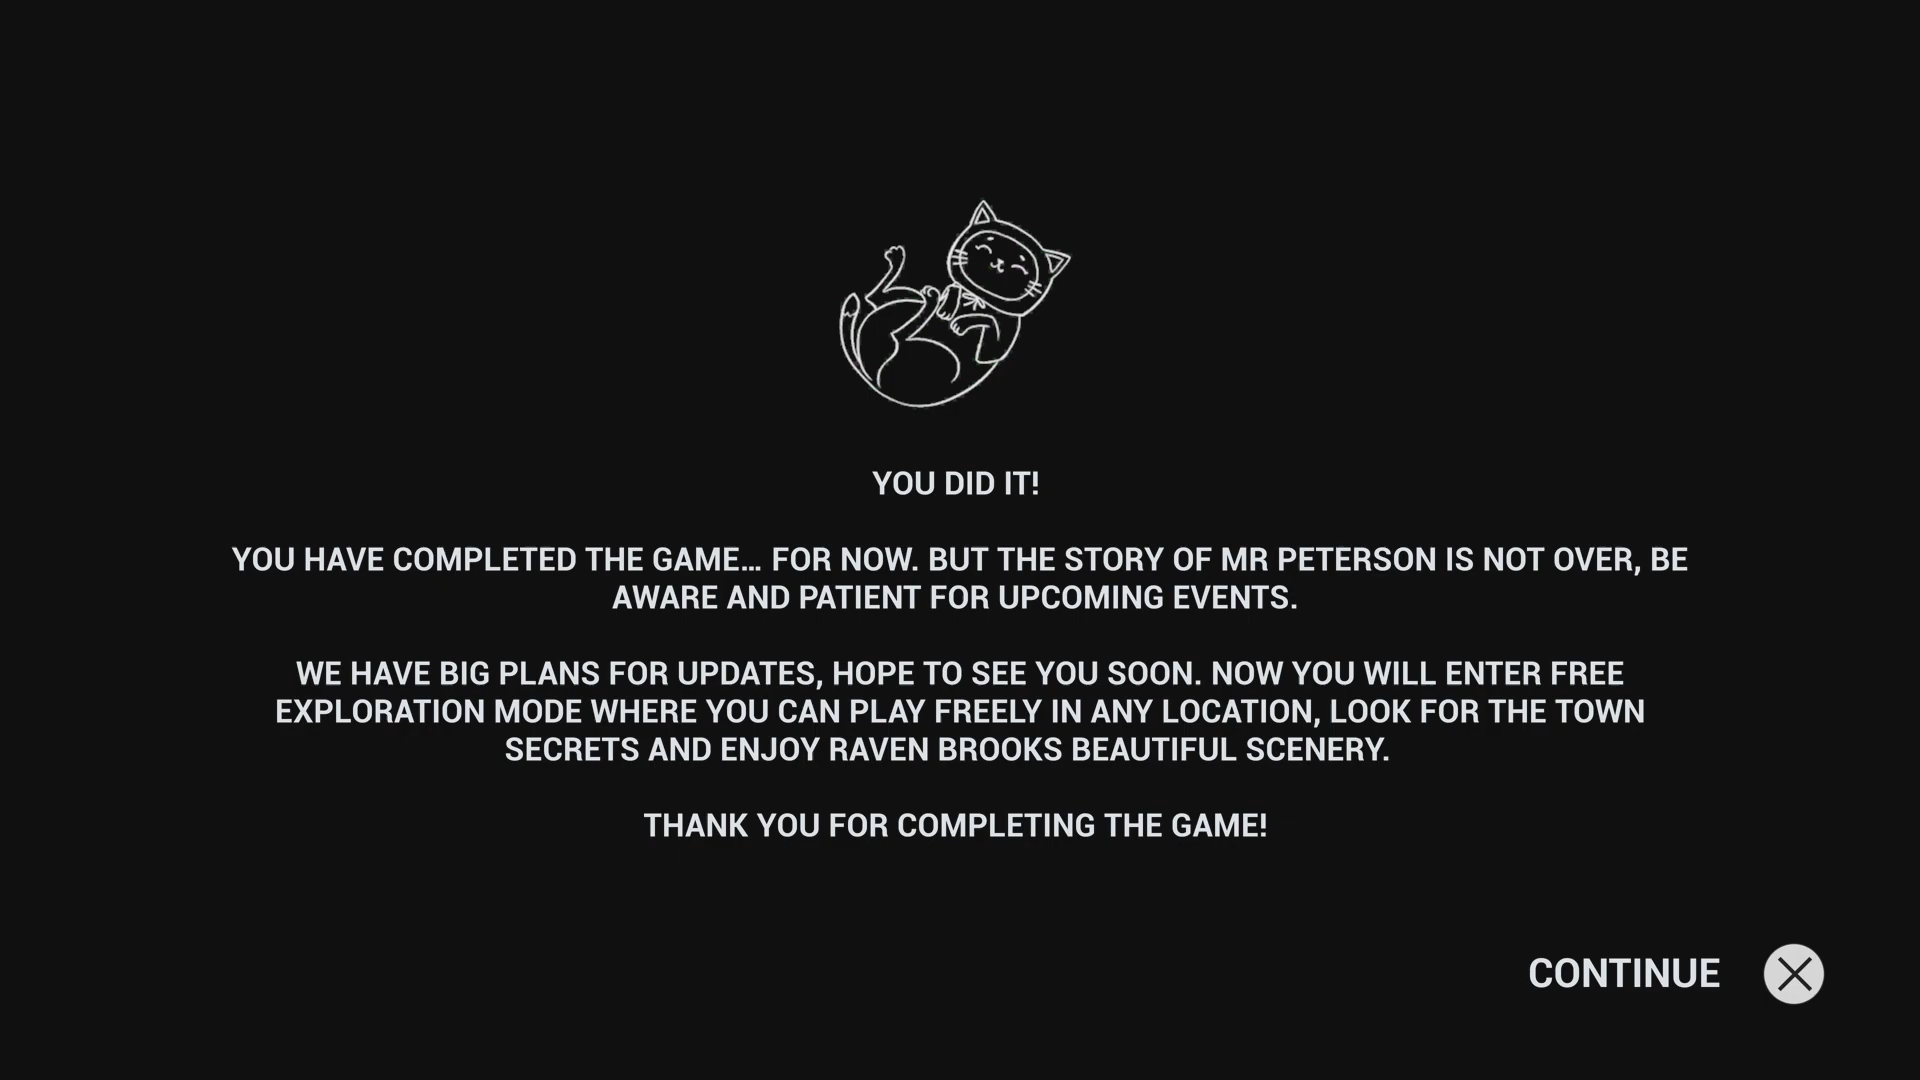 YOU DID IT!
YOU HAVE COMPLETED THE GAME... FOR NOW. BUT THE STORY OF MR PETERSON IS NOT OVER, BE
AWARE AND PATIENT FOR UPCOMING EVENTS.
WE HAVE BIG PLANS FOR UPDATES, HOPE TO SEE YOU SOON. NOW YOU WILL ENTER FREE
EXPLORATION MODE WHERE YOU CAN PLAY FREELY IN ANY LOCATION, LOOK FOR THE TOWN
SECRETS AND ENJOY RAVEN BROOKS BEAUTIFUL SCENERY.
THANK YOU FOR COMPLETING THE GAME!
CONTINUE